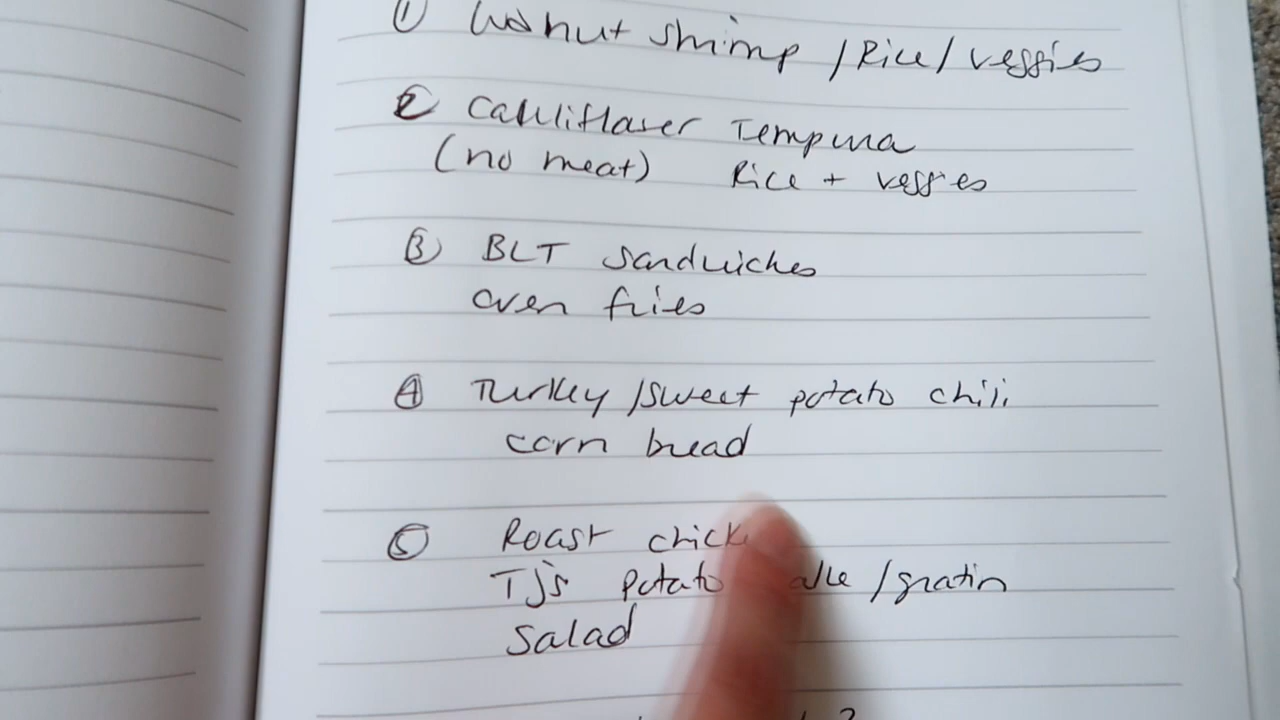 ① Walnut shrimp /Rice/ veggies
② Cauliflower Tempura
(no meat) Rice + veggies
③ BLT sandwiches
oven fries
④ Turkey /sweet potato chili
corn bread
⑤ Roast
TJ's potato /gratin
salad